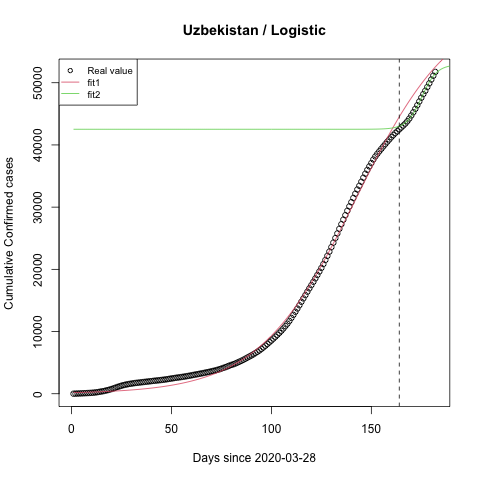 Uzbekistan / Logistic
Real value
fit1
fit2
Cumulative Confirmed cases
50000
40000
30000
20000
10000
0
0 50 100 150
Days since 2020-03-28